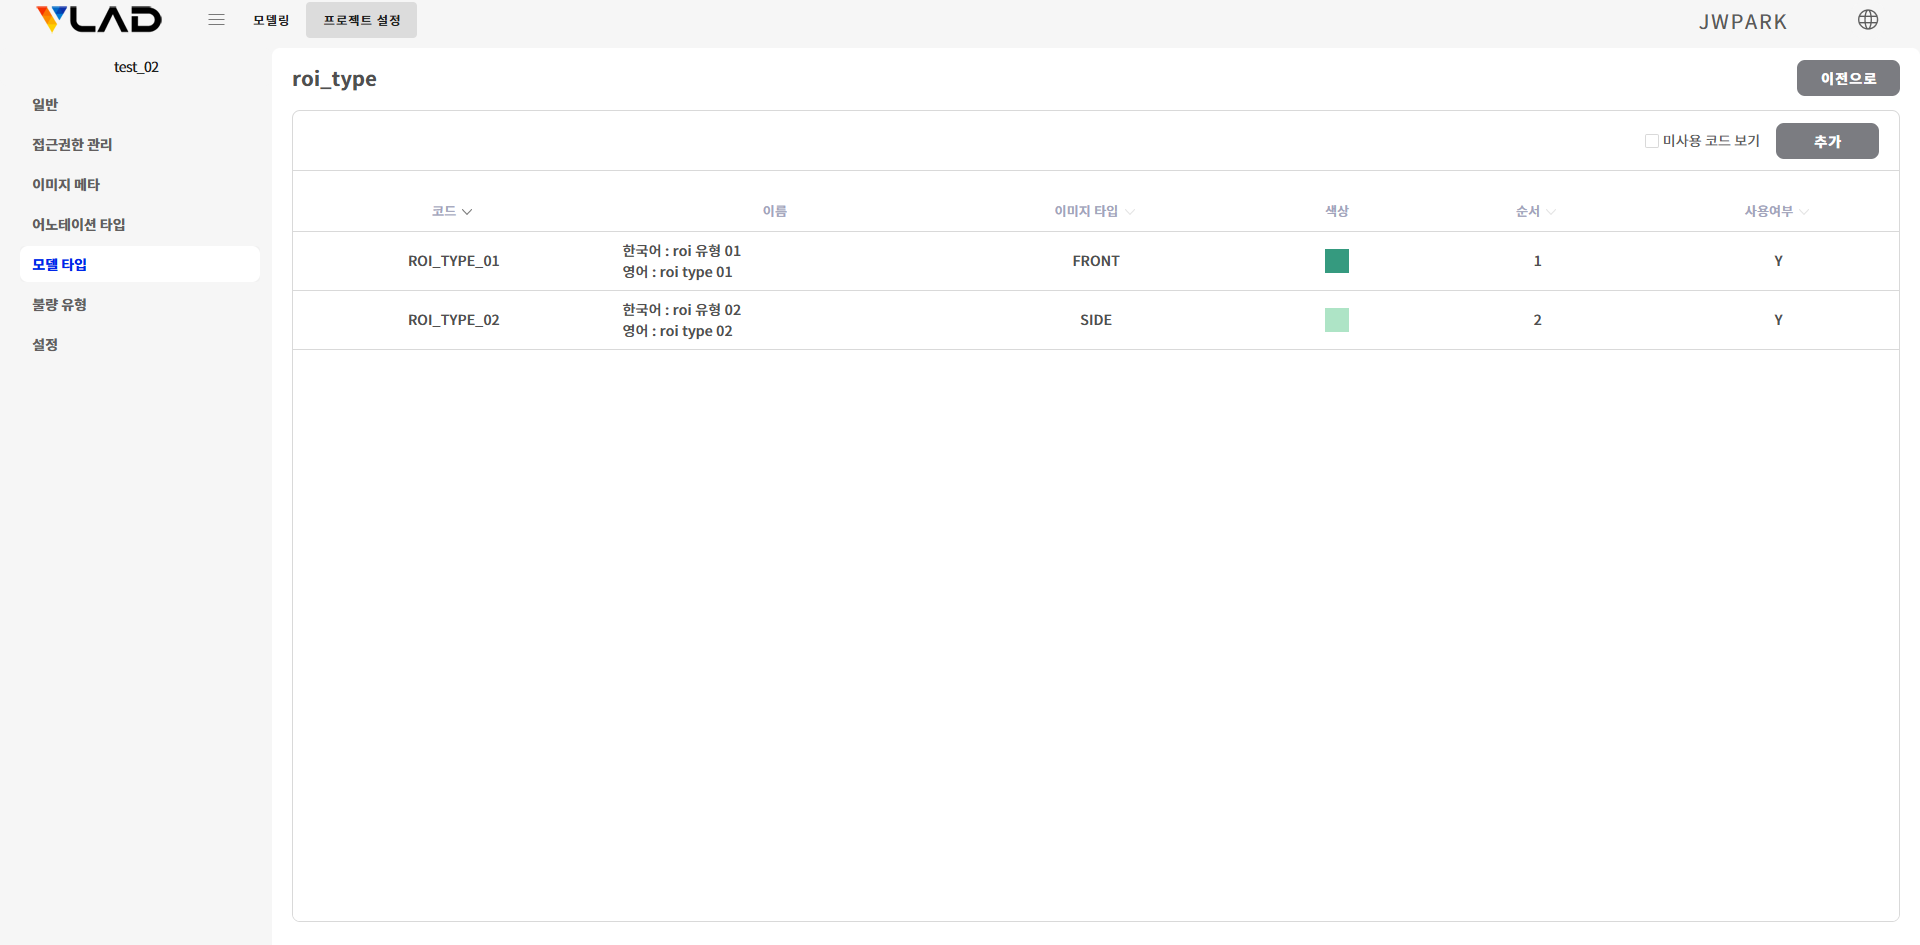 VLAD
모델링
프로젝트 설정
JWPARK
test_02
일반
접근권한 관리
이미지 메타
어노테이션 타입
모델 타입
불량 유형
설정
roi_type
이전으로
미사용 코드 보기
추가
코드 이름 이미지 타입 색상 순서 사용여부
ROI_TYPE_01 한국어 : roi 유형 01 FRONT 1 Y
영어 : roi type 01
ROI_TYPE_02 한국어 : roi 유형 02 SIDE 2 Y
영어 : roi type 02